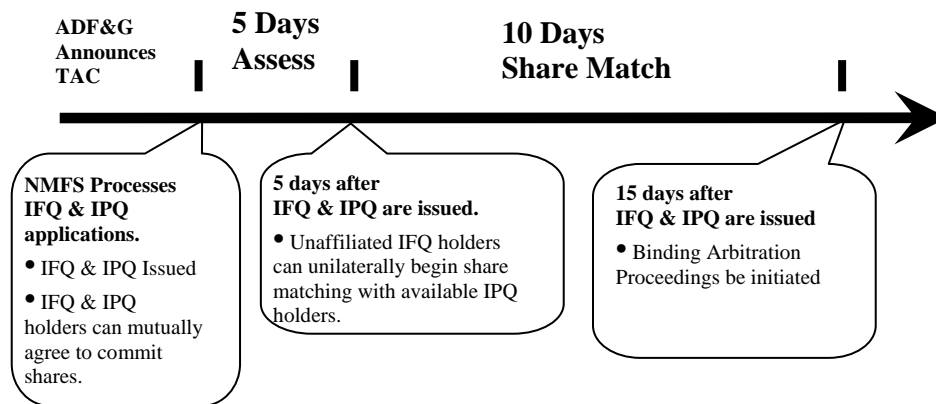 ADF&G
Announces
TAC
5 Days
Assess
10 Days
Share Match
NMFS Processes
IFQ & IPQ
applications.
• IFQ & IPQ Issued
• IFQ & IPQ
holders can mutually
agree to commit
shares.
5 days after
IFQ & IPQ are issued.
• Unaffiliated IFQ holders
can unilaterally begin share
matching with available IPQ
holders.
15 days after
IFQ & IPQ are issued
• Binding Arbitration
Proceedings be initiated